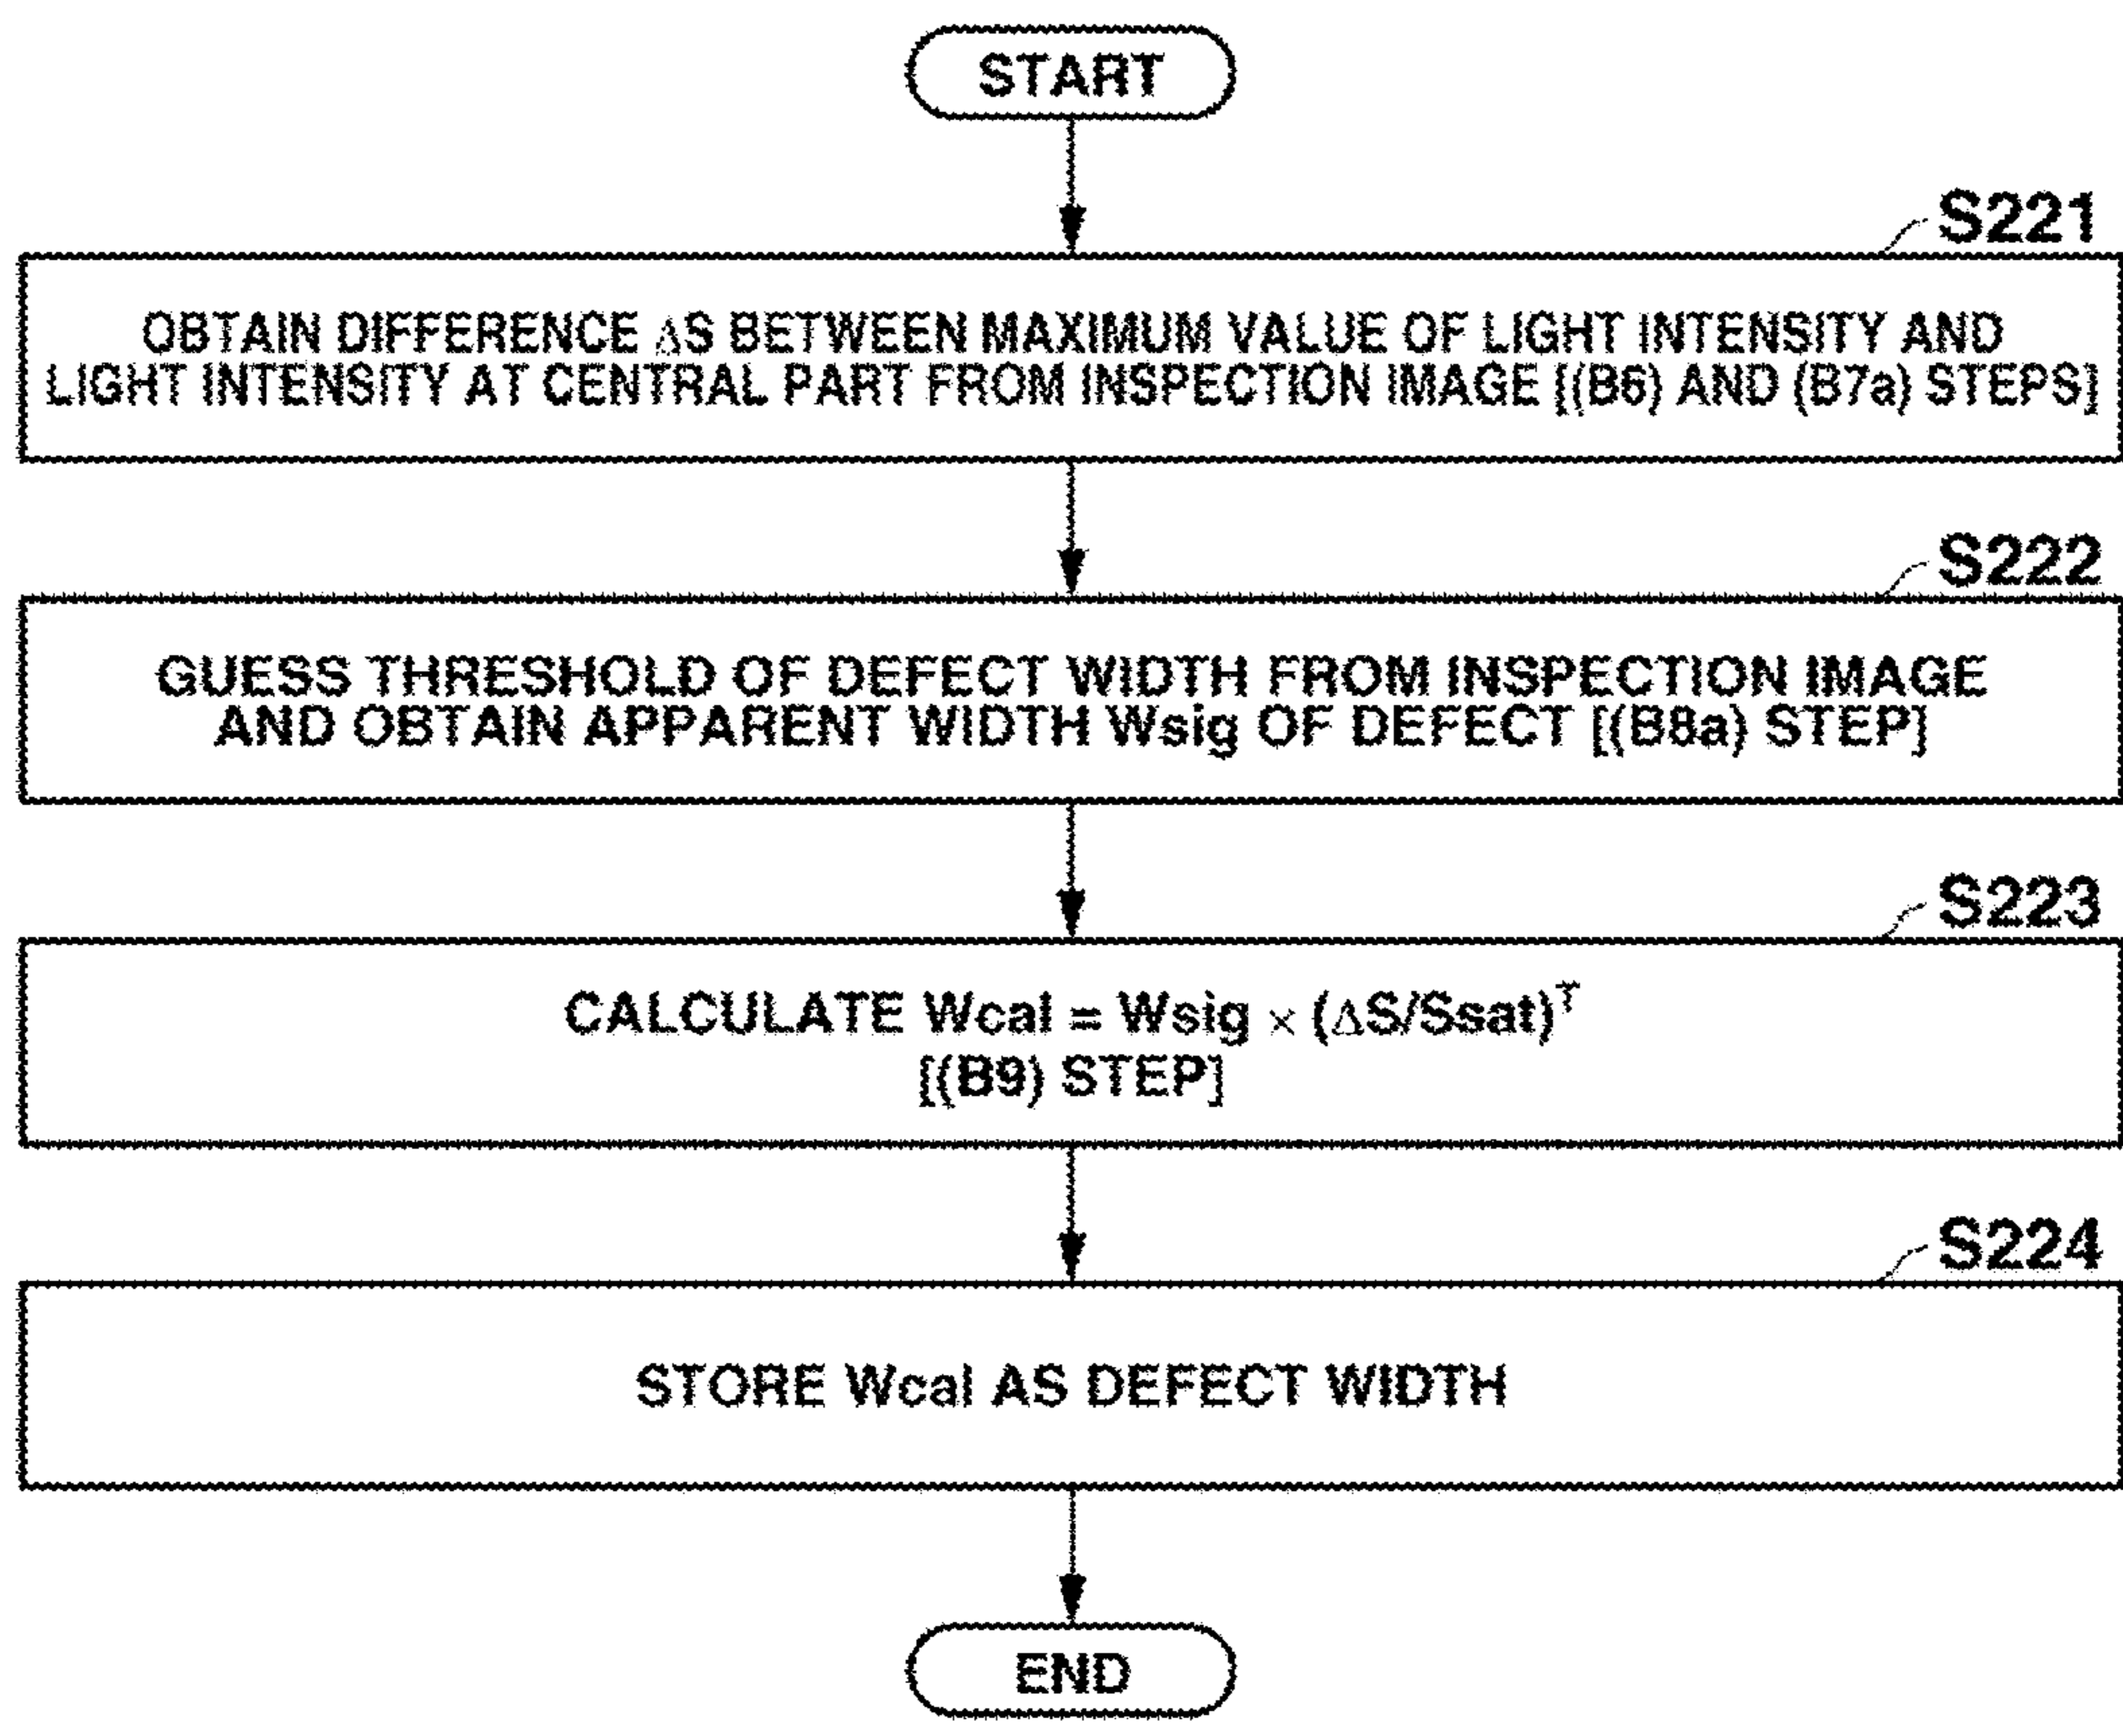 START
S221
OBTAIN DIFFERENCE ΔS BETWEEN MAXIMUM VALUE OF LIGHT INTENSITY AND
LIGHT INTENSITY AT CENTRAL PART FROM INSPECTION IMAGE [(B6) AND (B7a) STEPS]
S222
GUESS THRESHOLD OF DEFECT WIDTH FROM INSPECTION IMAGE
AND OBTAIN APPARENT WIDTH Wsig OF DEFECT [(B8a) STEP]
S223
CALCULATE Wcal = Wsig × (ΔS/Ssat)^T
[(B9) STEP]
S224
STORE Wcal AS DEFECT WIDTH
END